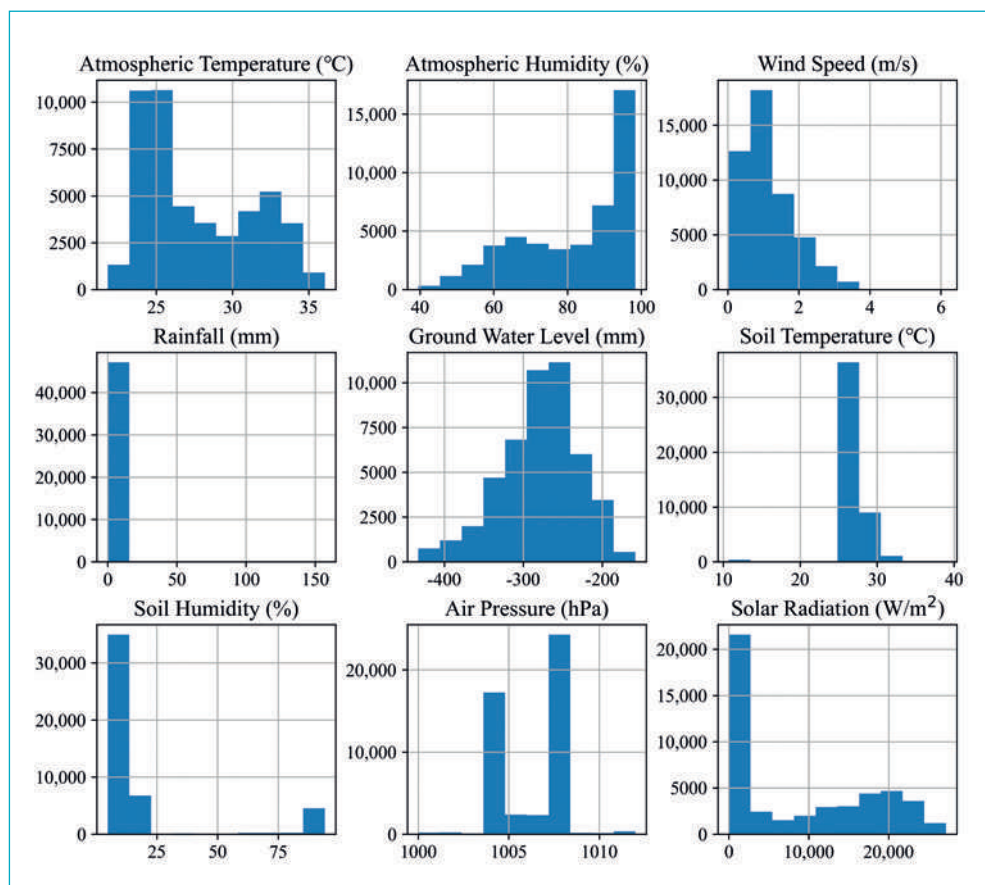 Atmospheric Temperature (°C)
10,000
7500
5000
2500
0
25 30 35
Atmospheric Humidity (%)
15,000
10,000
5000
0
40 60 80 100
Wind Speed (m/s)
15,000
10,000
5000
0
0 2 4 6
Rainfall (mm)
40,000
30,000
20,000
10,000
0
0 50 100 150
Ground Water Level (mm)
10,000
7500
5000
2500
0
-400 -300 -200
Soil Temperature (°C)
30,000
20,000
10,000
0
10 20 30 40
Soil Humidity (%)
30,000
20,000
10,000
0
25 50 75
Air Pressure (hPa)
20,000
10,000
0
1000 1005 1010
Solar Radiation (W/m²)
20,000
15,000
10,000
5000
0
0 10,000 20,000